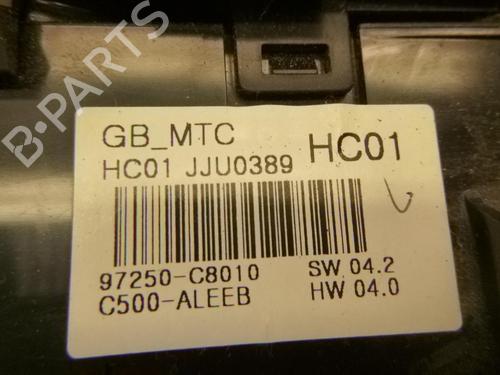 B-PARTS
GB_MTC
HC01 JJU0389 HC01
97250-C8010 SW 04.2
C500-ALEEB HW 04.0